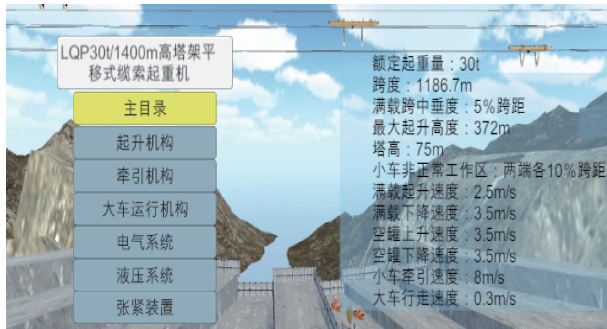 LQP30t/1400m高塔架平
移式缆索起重机
主目录
起升机构
牵引机构
大车运行机构
电气系统
液压系统
张紧装置
额定起重量：30t
跨度：1186.7m
满载跨中垂度：5%跨距
最大起升高度：372m
塔高：75m
小车非正常工作区：两端各10%跨距
满载起升速度：2.5m/s
满载下降速度：3.5m/s
空罐上升速度：3.5m/s
空罐下降速度：3.5m/s
小车牵引速度：8m/s
大车行走速度：0.3m/s